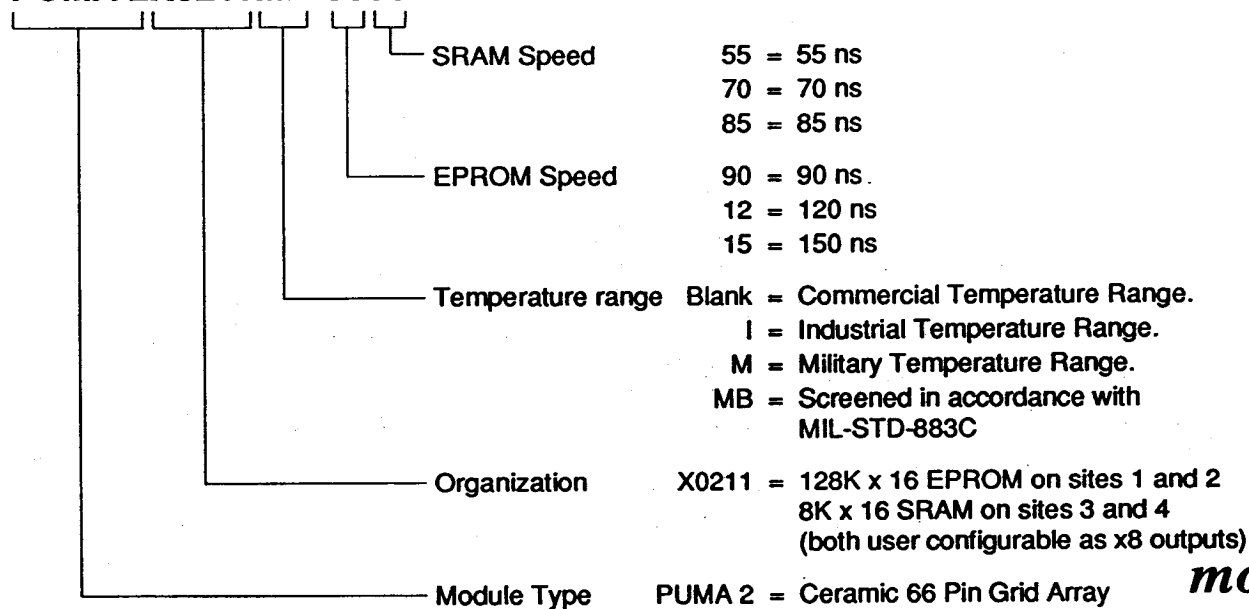 SRAM Speed 55 = 55 ns
70 = 70 ns
85 = 85 ns
EPROM Speed 90 = 90 ns.
12 = 120 ns
15 = 150 ns
Temperature range Blank = Commercial Temperature Range.
I = Industrial Temperature Range.
M = Military Temperature Range.
MB = Screened in accordance with
MIL-STD-883C
Organization X0211 = 128K x 16 EPROM on sites 1 and 2
8K x 16 SRAM on sites 3 and 4
(both user configurable as x8 outputs)
Module Type PUMA 2 = Ceramic 66 Pin Grid Array